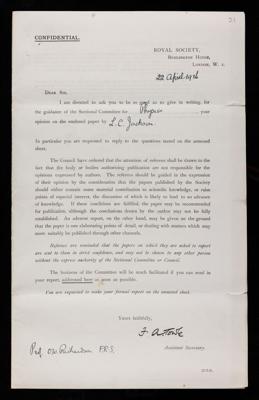 31
CONFIDENTIAL.
ROYAL SOCIETY,
BURLINGTON HOUSE,
LONDON, W. 1.
22 April 19
DEAR SIR,
I am directed to ask you to be so good as to give in writing, for
the guidance of the Sectional Committee for Physics your
opinion on the enclosed paper by L. C. Jackson.
In particular you are requested to reply to the questions stated on the annexed
sheet.
The Council have ordered that the attention of referees shall be drawn to the
fact that the body or bodies authorising publication are not responsible for the
opinions expressed by authors. The referee should be guided in the expression
of their opinion by the consideration that the papers published by the Society
should either contain some material contribution to scientific knowledge, or raise
points of especial interest, the discussion of which is likely to lead to an advance
of knowledge. If these conditions are fulfilled, the paper may be recommended
for publication, although the conclusions drawn by the author may not be fully
established. An adverse report, on the other hand, may be given on the ground
that the paper is one elaborating points of detail, or dealing with matters which may
more suitably be published through other channels.
Referees are reminded that the papers on which they are asked to report
are sent to them in strict confidence, and may not be shown to any other person
without the express authority of the Sectional Committee or Council.
The business of the Committee will be much facilitated if you can send in
your report, addressed here as soon as possible.
You are requested to make your formal report on the annexed sheet.
Yours faithfully,
F. A. Towle
Assistant Secretary.
Prof. O. W. Richardson F.R.S.